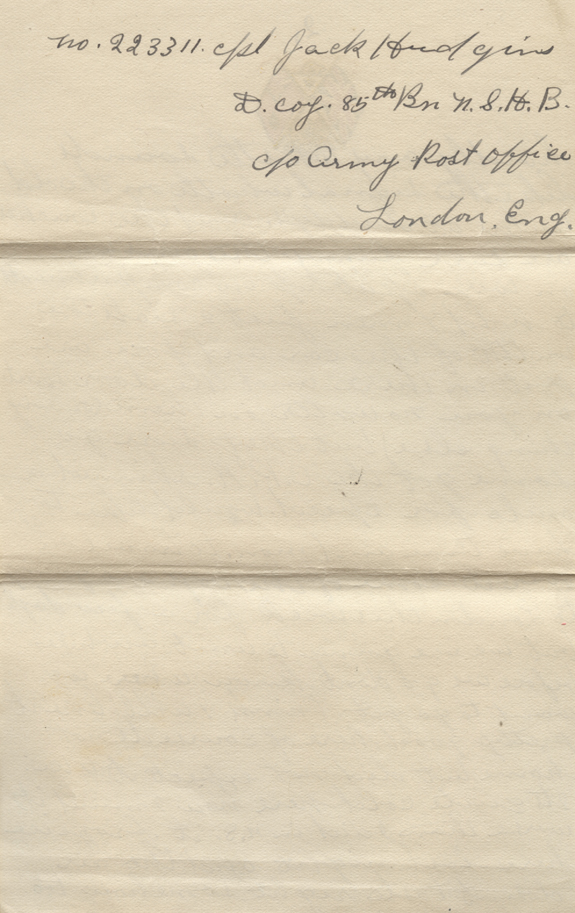 No. 223311. cpl Jack Hudgins
D. coy. 85th Bn N.S.H.B.
c/o Army Post Office
London, Eng.